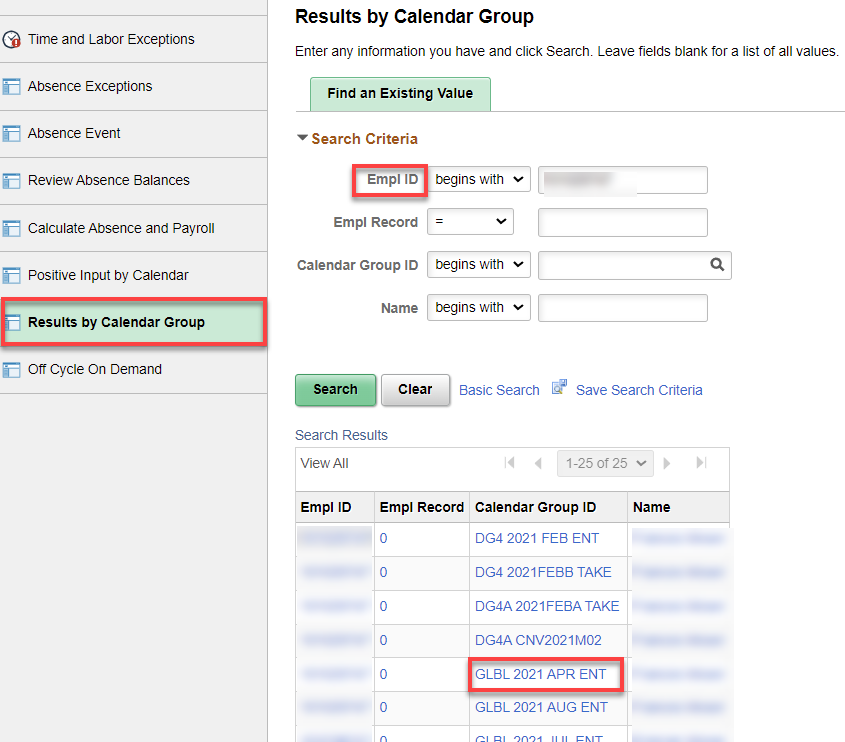 Time and Labor Exceptions
Absence Exceptions
Absence Event
Review Absence Balances
Calculate Absence and Payroll
Positive Input by Calendar
Results by Calendar Group
Off Cycle On Demand
Results by Calendar Group
Enter any information you have and click Search. Leave fields blank for a list of all values.
Find an Existing Value
Search Criteria
Empl ID begins with
Empl Record =
Calendar Group ID begins with
Name begins with
Search Clear Basic Search Save Search Criteria
Search Results
View All 1-25 of 25
Empl ID Empl Record Calendar Group ID Name
0 DG4 2021 FEB ENT
0 DG4 2021FEBB TAKE
0 DG4A 2021FEBA TAKE
0 DG4A CNV2021M02
0 GLBL 2021 APR ENT
0 GLBL 2021 AUG ENT
0 GLBL 2021 JUL ENT